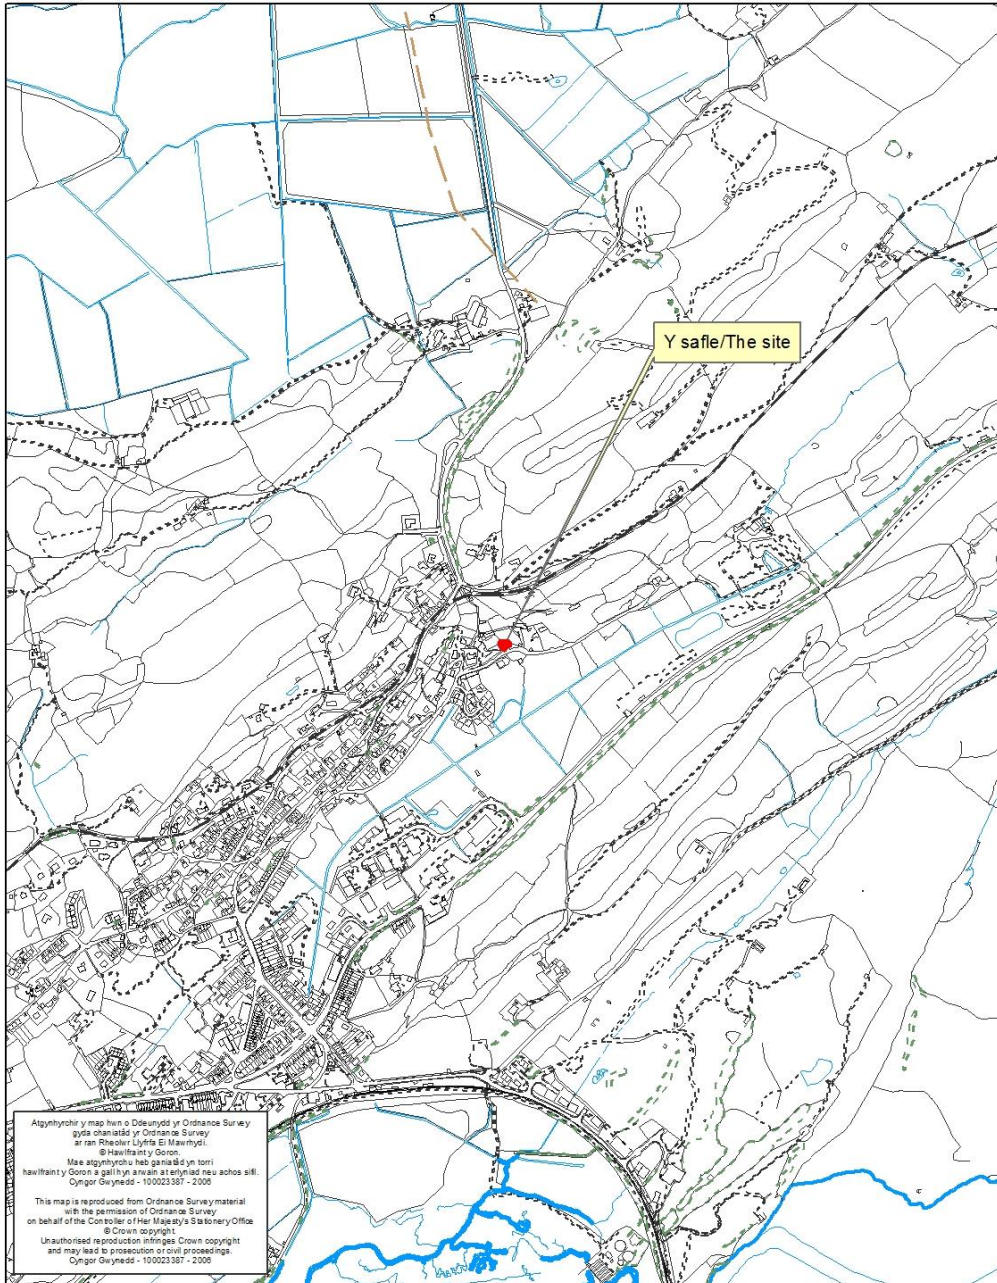 Y safle/The site
Atgynhyrchir y map hwn o Ddeunydd yr Ordnance Survey
gyda chaniatâd yr Ordnance Survey
ar ran Rheolwr Llyfrfa Ei Mawrhydi.
© Hawlfraint y Goron.
Mae atgynhyrchu heb ganiatâd yn torri
hawlfraint y Goron a gall hyn arwain at erlyniad neu achos sifil.
Cyngor Gwynedd - 100023387 - 2006
This map is reproduced from Ordnance Survey material
with the permission of Ordnance Survey
on behalf of the Controller of Her Majesty's Stationery Office
© Crown copyright.
Unauthorised reproduction infringes Crown copyright
and may lead to prosecution or civil proceedings.
Cyngor Gwynedd - 100023387 - 2006